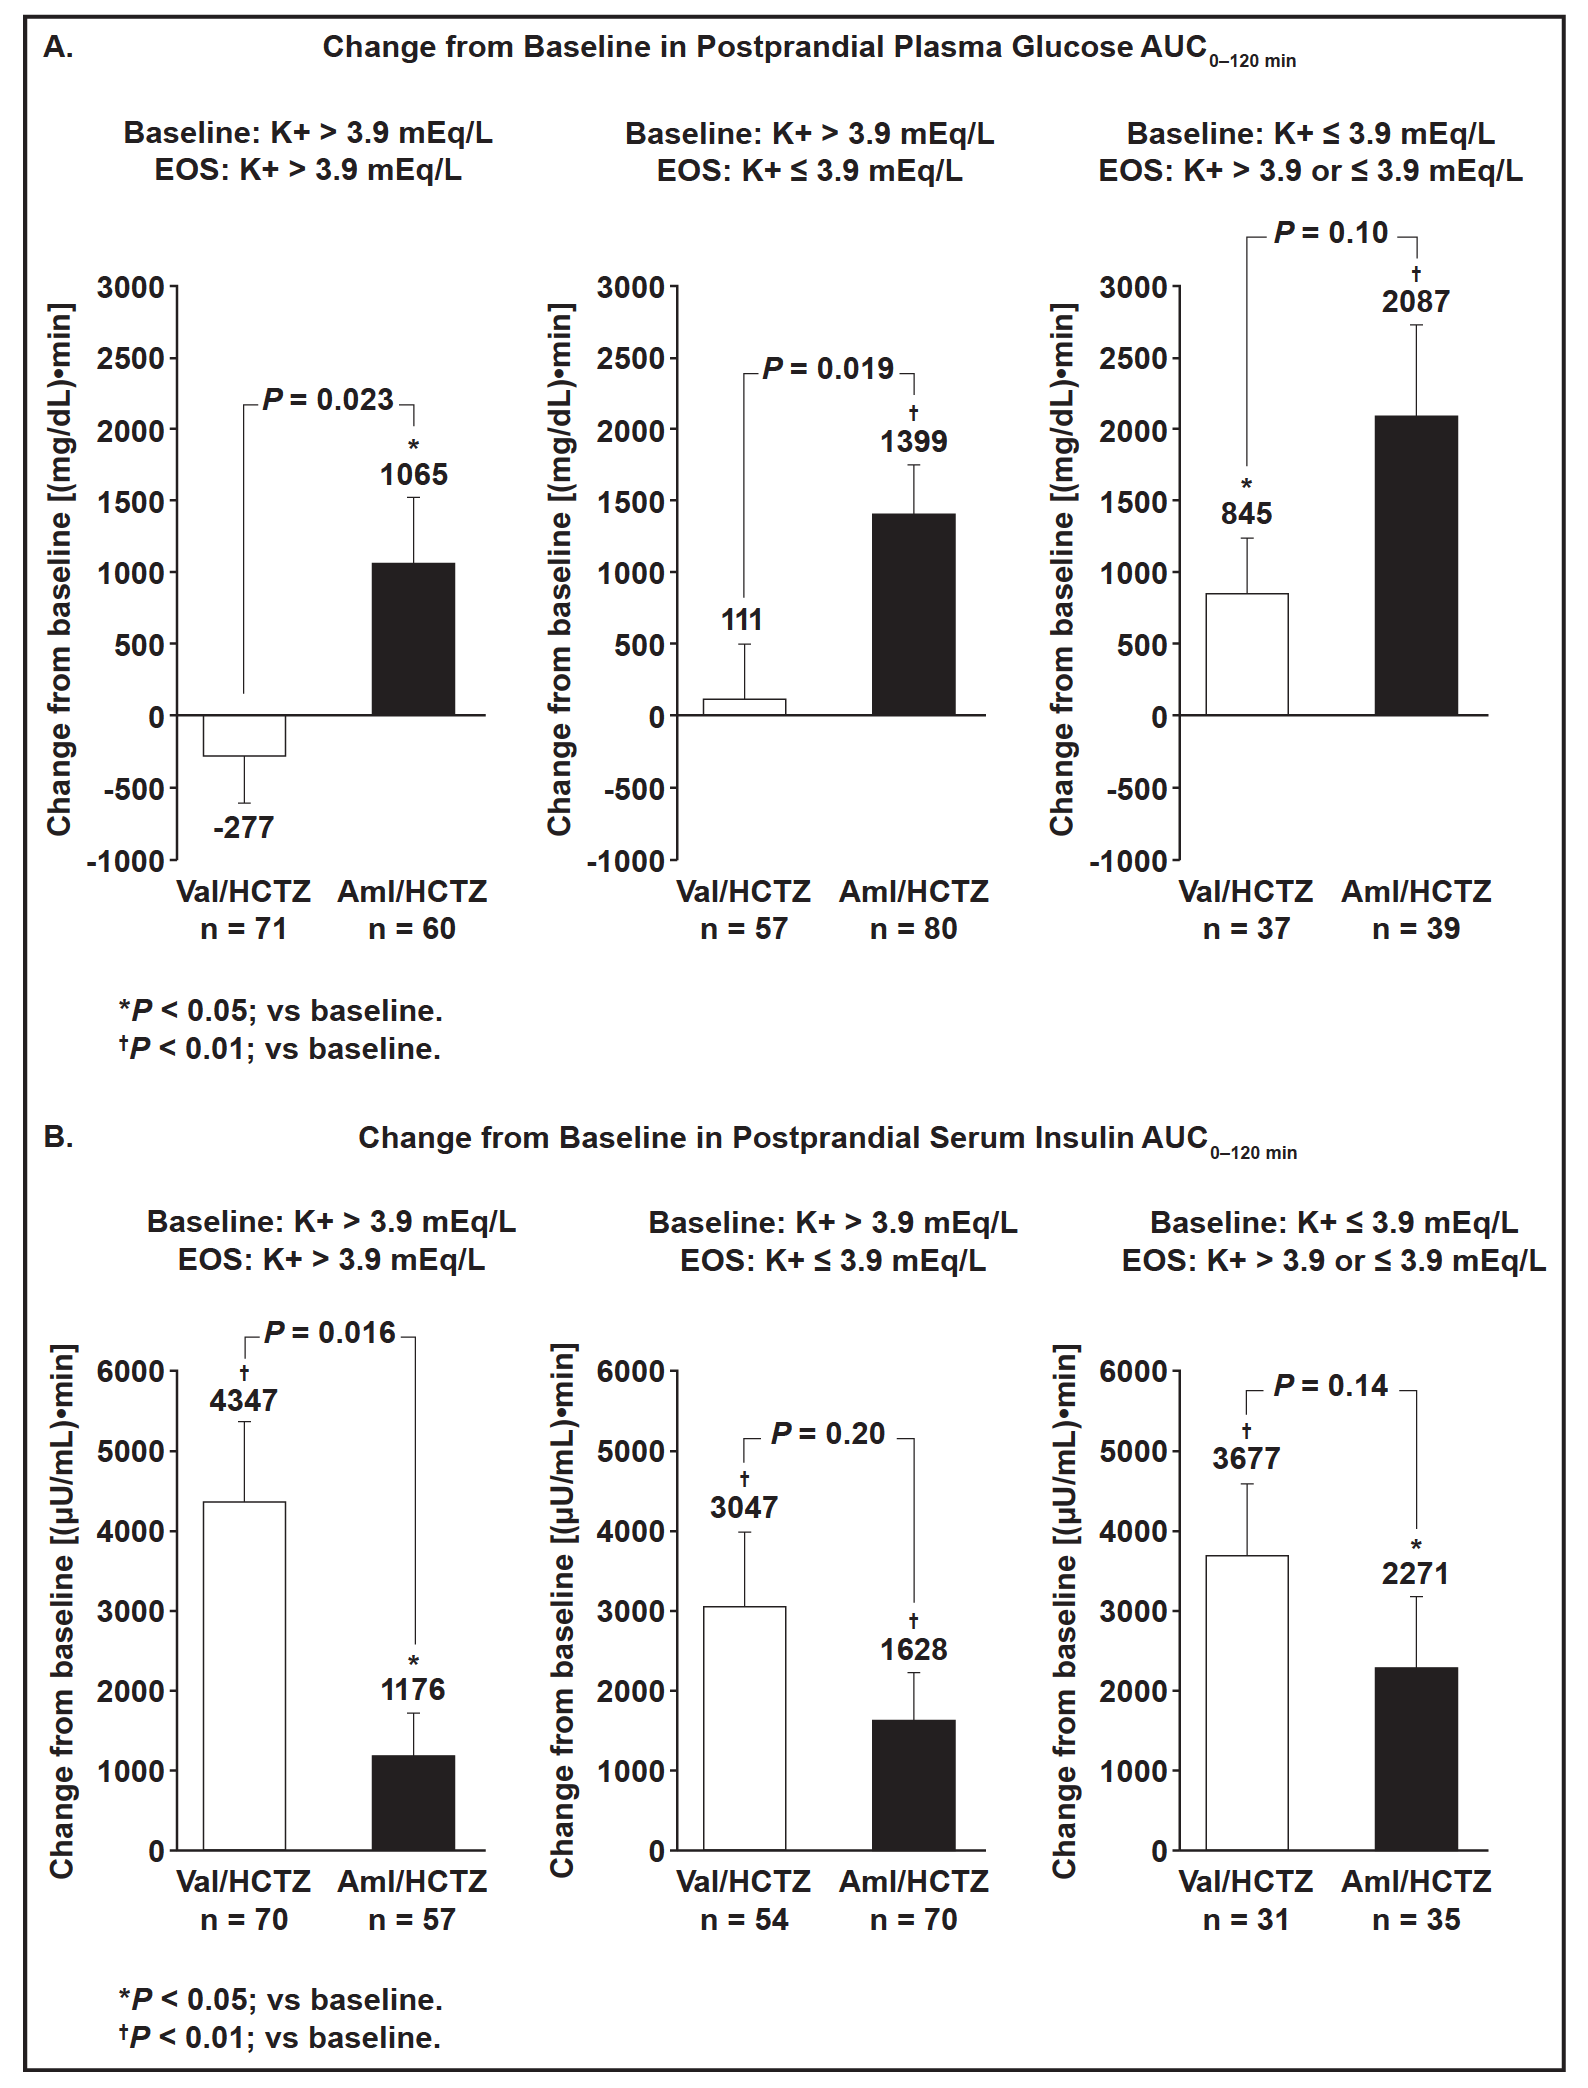 A.
Change from Baseline in Postprandial Plasma Glucose AUC0–120 min
Baseline: K+ > 3.9 mEq/L
EOS: K+ > 3.9 mEq/L
Change from baseline [(mg/dL)•min]
3000
2500
2000
1500
1000
500
0
-500
-1000
P = 0.023
*
1065
-277
Val/HCTZ
n = 71
Aml/HCTZ
n = 60
Baseline: K+ > 3.9 mEq/L
EOS: K+ ≤ 3.9 mEq/L
Change from baseline [(mg/dL)•min]
3000
2500
2000
1500
1000
500
0
-500
-1000
P = 0.019
†
1399
111
Val/HCTZ
n = 57
Aml/HCTZ
n = 80
Baseline: K+ ≤ 3.9 mEq/L
EOS: K+ > 3.9 or ≤ 3.9 mEq/L
Change from baseline [(mg/dL)•min]
3000
2500
2000
1500
1000
500
0
-500
-1000
P = 0.10
†
2087
*
845
Val/HCTZ
n = 37
Aml/HCTZ
n = 39
*P < 0.05; vs baseline.
†P < 0.01; vs baseline.
B.
Change from Baseline in Postprandial Serum Insulin AUC0–120 min
Baseline: K+ > 3.9 mEq/L
EOS: K+ > 3.9 mEq/L
Change from baseline [(µU/mL)•min]
6000
5000
4000
3000
2000
1000
0
P = 0.016
†
4347
*
1176
Val/HCTZ
n = 70
Aml/HCTZ
n = 57
Baseline: K+ > 3.9 mEq/L
EOS: K+ ≤ 3.9 mEq/L
Change from baseline [(µU/mL)•min]
6000
5000
4000
3000
2000
1000
0
P = 0.20
†
3047
†
1628
Val/HCTZ
n = 54
Aml/HCTZ
n = 70
Baseline: K+ ≤ 3.9 mEq/L
EOS: K+ > 3.9 or ≤ 3.9 mEq/L
Change from baseline [(µU/mL)•min]
6000
5000
4000
3000
2000
1000
0
P = 0.14
†
3677
*
2271
Val/HCTZ
n = 31
Aml/HCTZ
n = 35
*P < 0.05; vs baseline.
†P < 0.01; vs baseline.